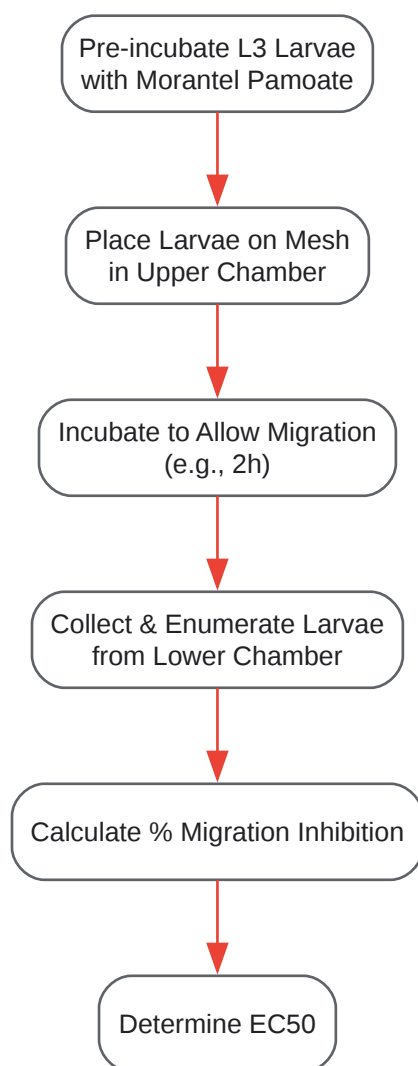 Pre-incubate L3 Larvae
with Morantel Pamoate
Place Larvae on Mesh
in Upper Chamber
Incubate to Allow Migration
(e.g., 2h)
Collect & Enumerate Larvae
from Lower Chamber
Calculate % Migration Inhibition
Determine EC50